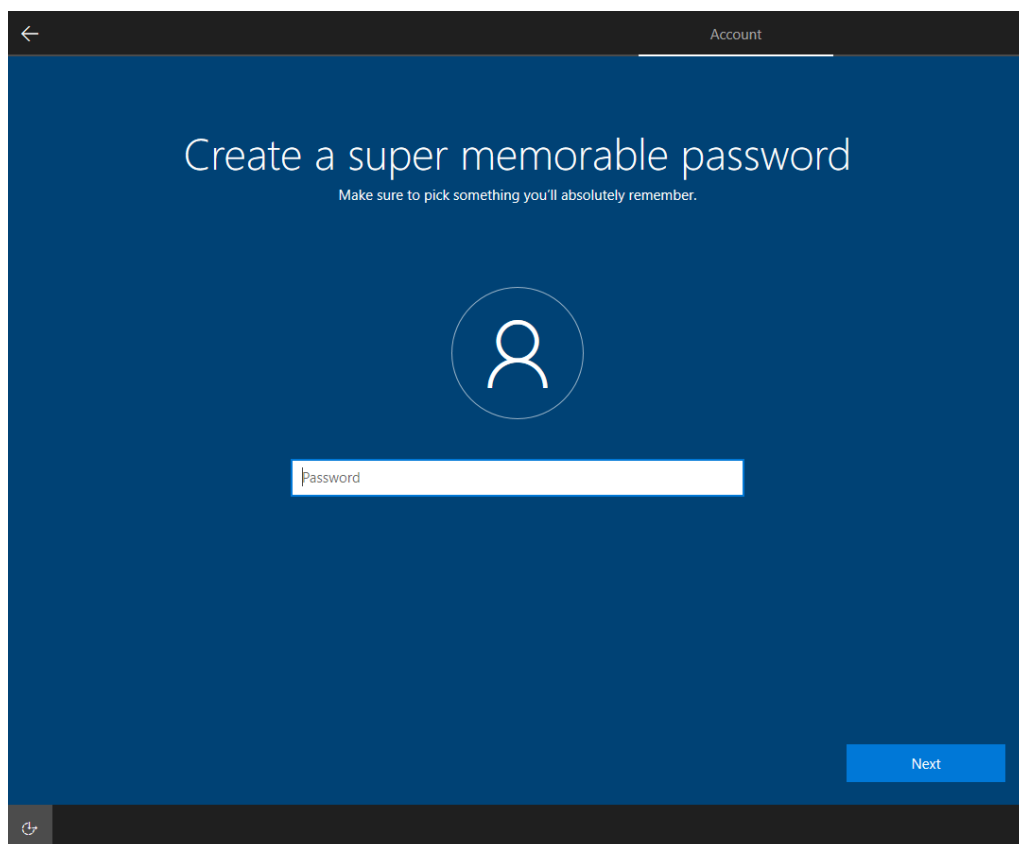 Account
Create a super memorable password
Make sure to pick something you'll absolutely remember.
Password
Next